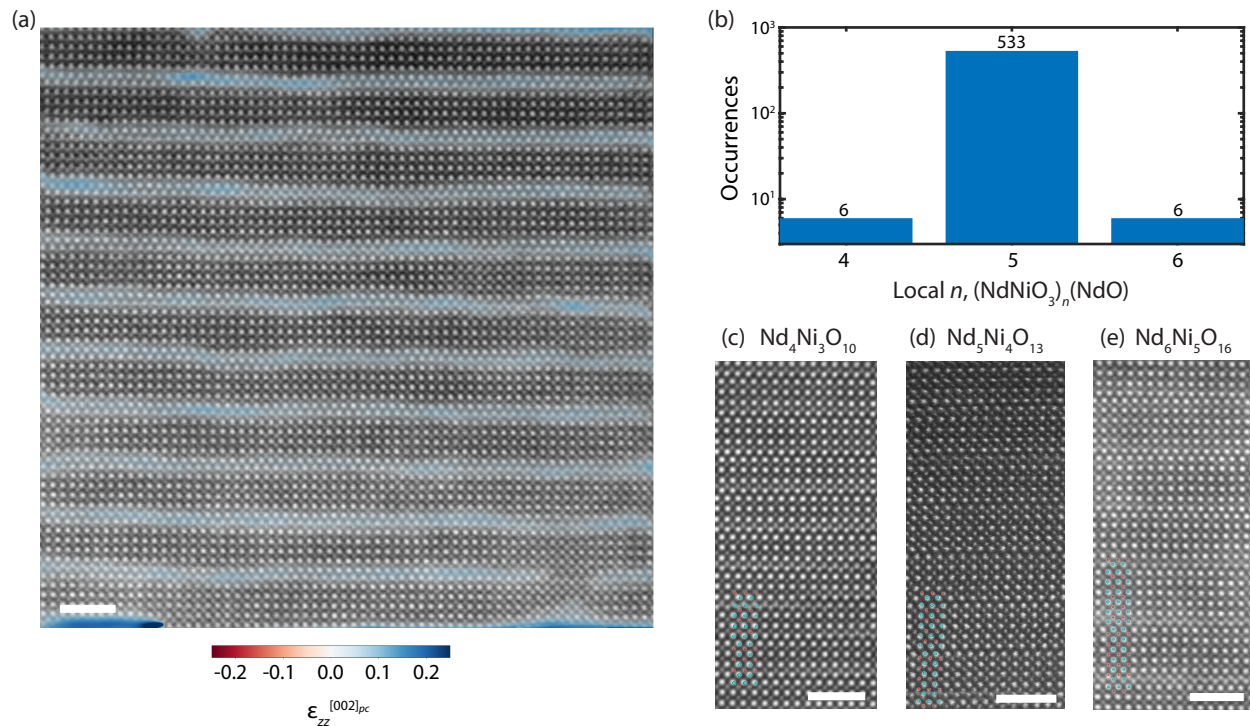 (a)
-0.2 -0.1 0.0 0.1 0.2
ε_zz^[002]pc
(b)
Occurrences
10³
10²
10¹
6
533
6
4 5 6
Local n, (NdNiO₃)ₙ(NdO)
(c) Nd₄Ni₃O₁₀
(d) Nd₅Ni₄O₁₃
(e) Nd₆Ni₅O₁₆